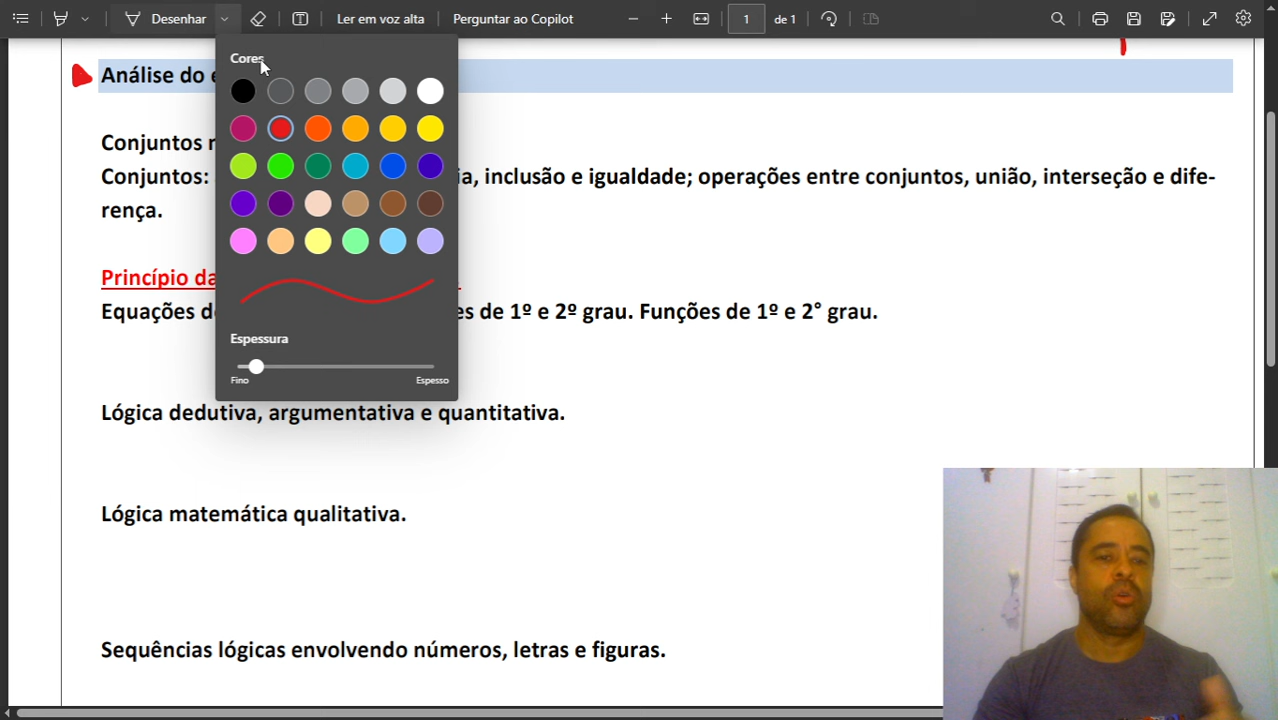 Desenhar
Ler em voz alta
Perguntar ao Copilot
1
de 1
Cores
Análise do
Conjuntos
Conjuntos: ia, inclusão e igualdade; operações entre conjuntos, união, interseção e dife-
rença.
Princípio da
Equações de 1º e 2º grau. Funções de 1º e 2° grau.
Espessura
Fino
Espesso
Lógica dedutiva, argumentativa e quantitativa.
Lógica matemática qualitativa.
Sequências lógicas envolvendo números, letras e figuras.